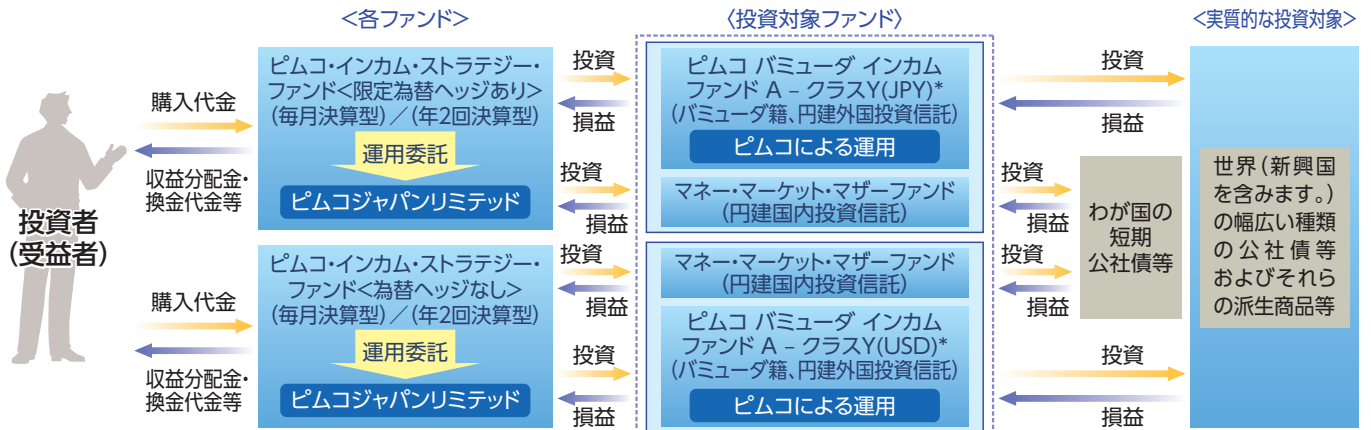 <各ファンド>
〈投資対象ファンド〉
<実質的な投資対象>
投資者
(受益者)
購入代金
収益分配金・
換金代金等
ピムコ・インカム・ストラテジー・
ファンド<限定為替ヘッジあり>
(毎月決算型)/(年2回決算型)
運用委託
ピムコジャパンリミテッド
投資
損益
投資
損益
ピムコ バミューダ インカム
ファンド A – クラスY(JPY)*
(バミューダ籍、円建外国投資信託)
ピムコによる運用
マネー・マーケット・マザーファンド
(円建国内投資信託)
投資
損益
投資
損益
購入代金
収益分配金・
換金代金等
ピムコ・インカム・ストラテジー・
ファンド<為替ヘッジなし>
(毎月決算型)/(年2回決算型)
運用委託
ピムコジャパンリミテッド
投資
損益
投資
損益
マネー・マーケット・マザーファンド
(円建国内投資信託)
ピムコ バミューダ インカム
ファンド A – クラスY(USD)*
(バミューダ籍、円建外国投資信託)
ピムコによる運用
投資
損益
投資
損益
わが国の
短期
公社債等
世界(新興国
を含みます。)
の幅広い種類
の公社債等
およびそれら
の派生商品等